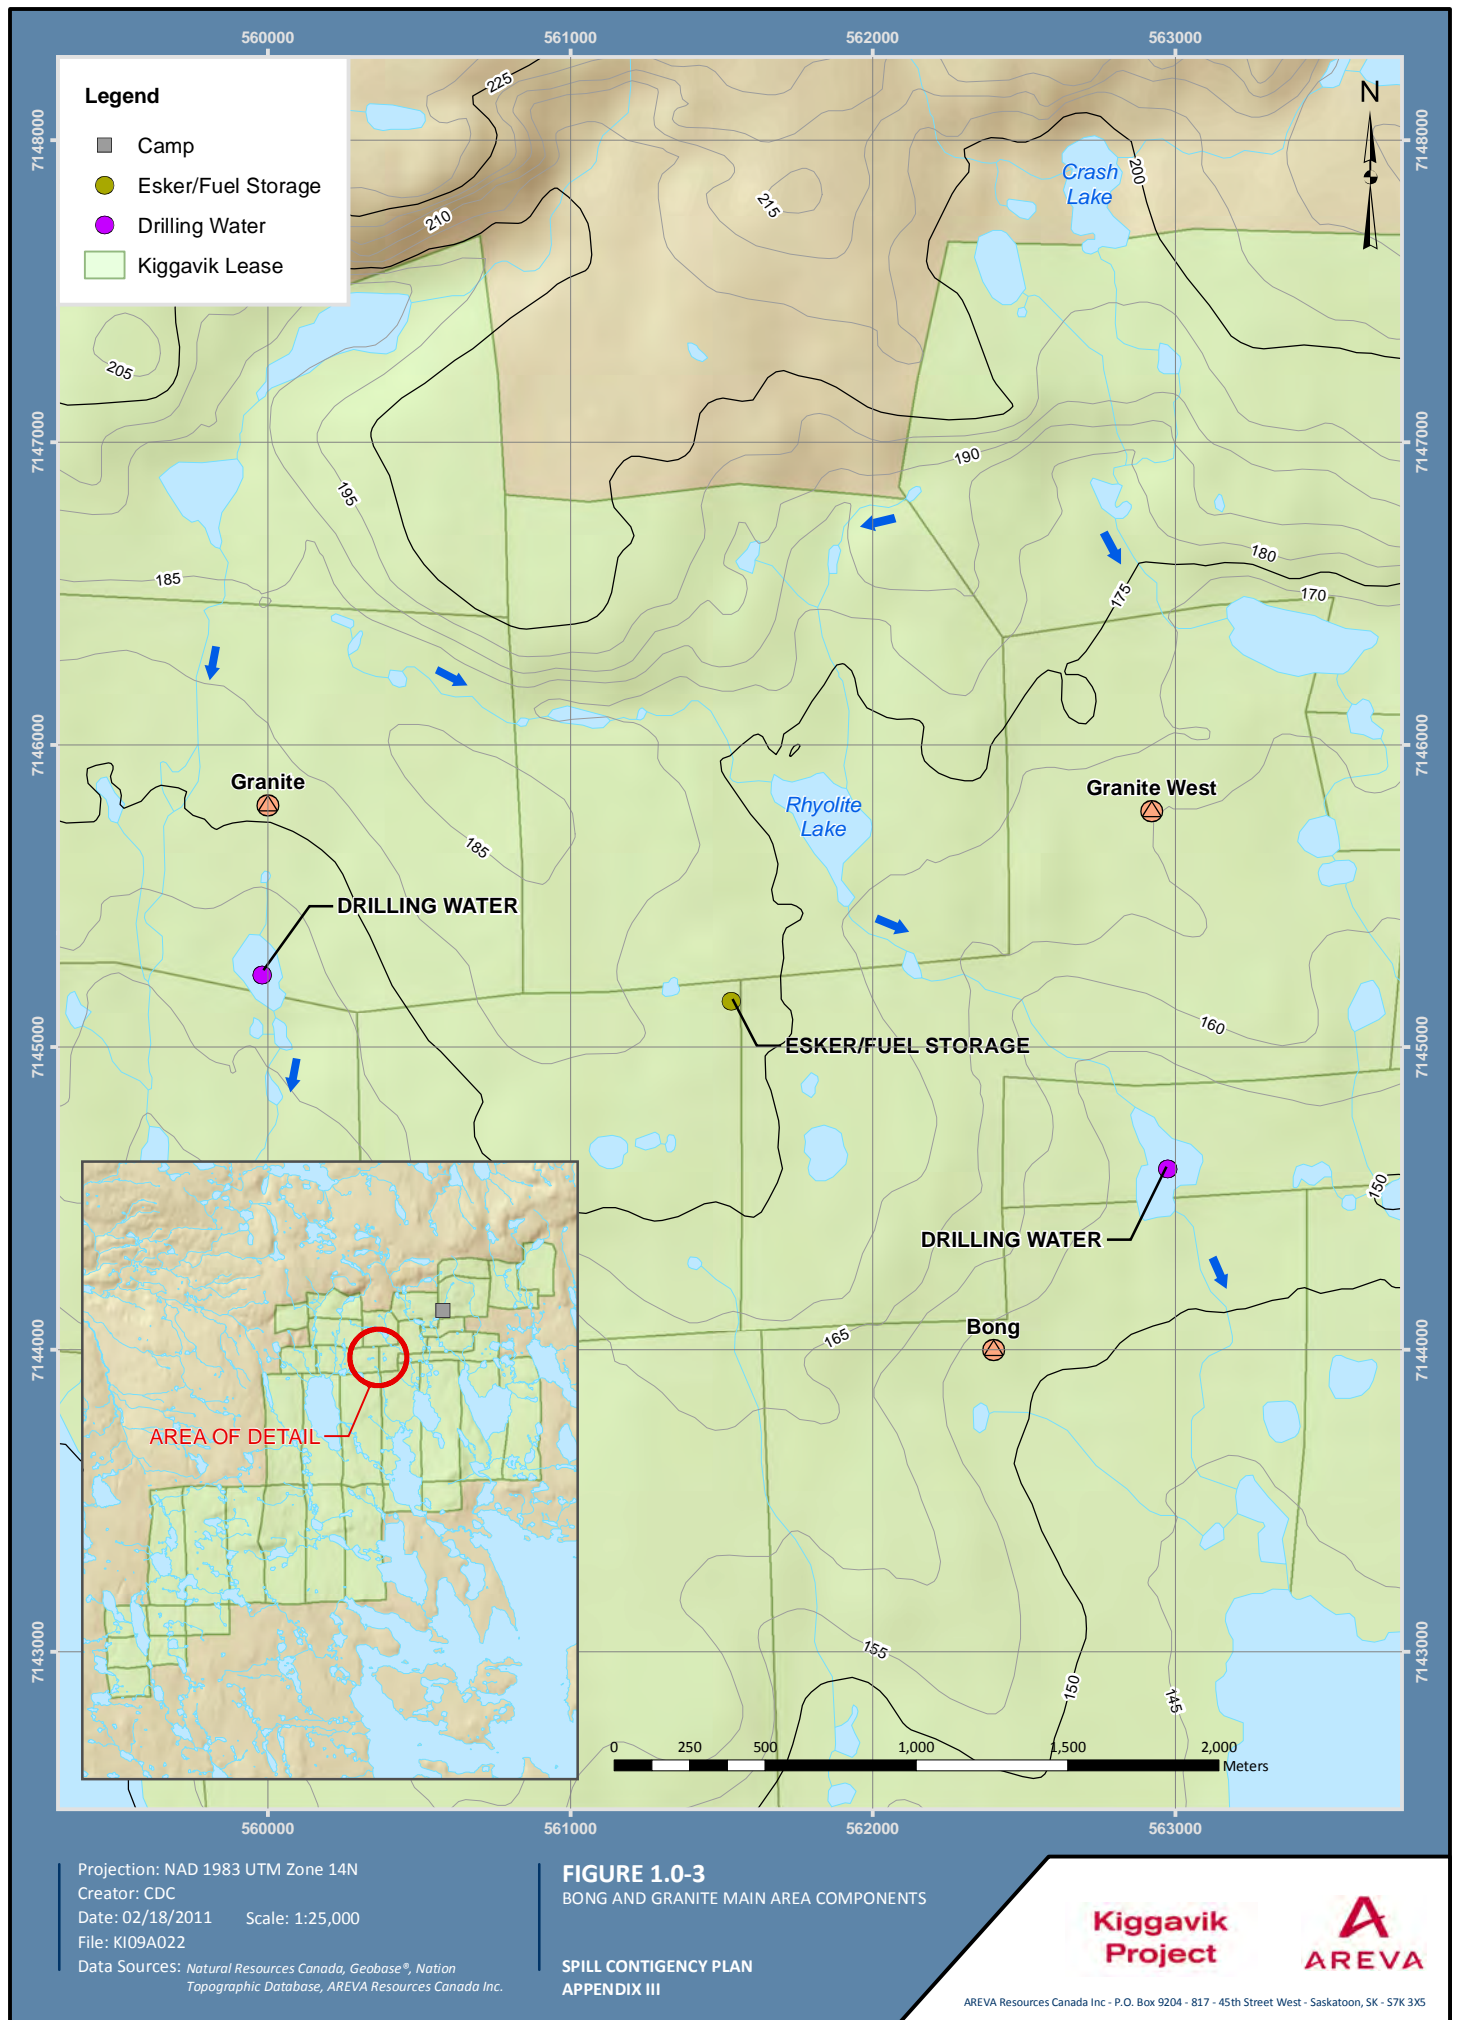 560000
561000
562000
563000
Legend
Camp
Esker/Fuel Storage
Drilling Water
Kiggavik Lease
N
7148000
7148000
225
210
215
200
Crash
Lake
205
7147000
7147000
195
190
185
180
175
170
7146000
7146000
Granite
Granite West
Rhyolite
Lake
185
DRILLING WATER
ESKER/FUEL STORAGE
160
7145000
7145000
150
DRILLING WATER
165
Bong
7144000
7144000
AREA OF DETAIL
7143000
7143000
155
150
145
0
250
500
1,000
1,500
2,000
Meters
560000
561000
562000
563000
Projection: NAD 1983 UTM Zone 14N
Creator: CDC
Date: 02/18/2011 Scale: 1:25,000
File: KI09A022
Data Sources: Natural Resources Canada, Geobase®, Nation
Topographic Database, AREVA Resources Canada Inc.
FIGURE 1.0-3
BONG AND GRANITE MAIN AREA COMPONENTS
SPILL CONTIGENCY PLAN
APPENDIX III
Kiggavik
Project
AREVA
AREVA Resources Canada Inc - P.O. Box 9204 - 817 - 45th Street West - Saskatoon, SK - S7K 3X5